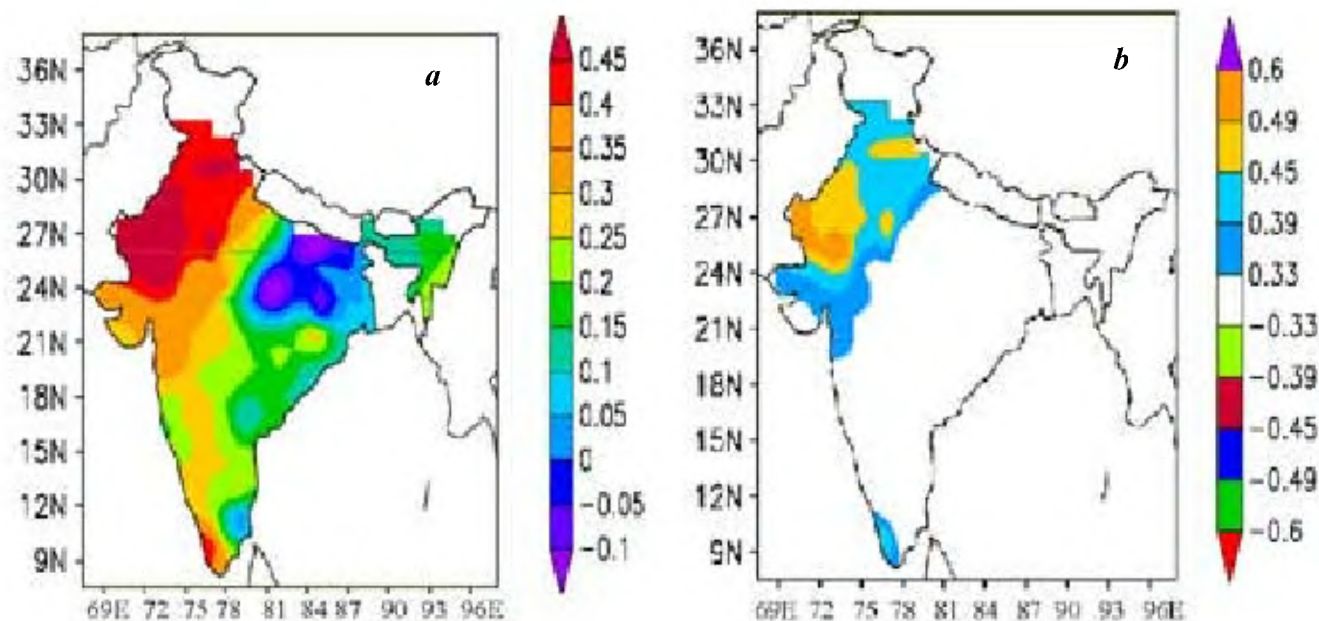 a
36N
33N
30N
27N
24N
21N
18N
15N
12N
9N
69E 72 75 78 81 84 87 90 93 96E
0.45
0.4
0.35
0.3
0.25
0.2
0.15
0.1
0.05
0
-0.05
-0.1
b
36N
33N
30N
27N
24N
21N
18N
15N
12N
9N
69E 72 75 78 81 84 87 90 93 96E
0.6
0.49
0.45
0.39
0.33
-0.33
-0.39
-0.45
-0.49
-0.6